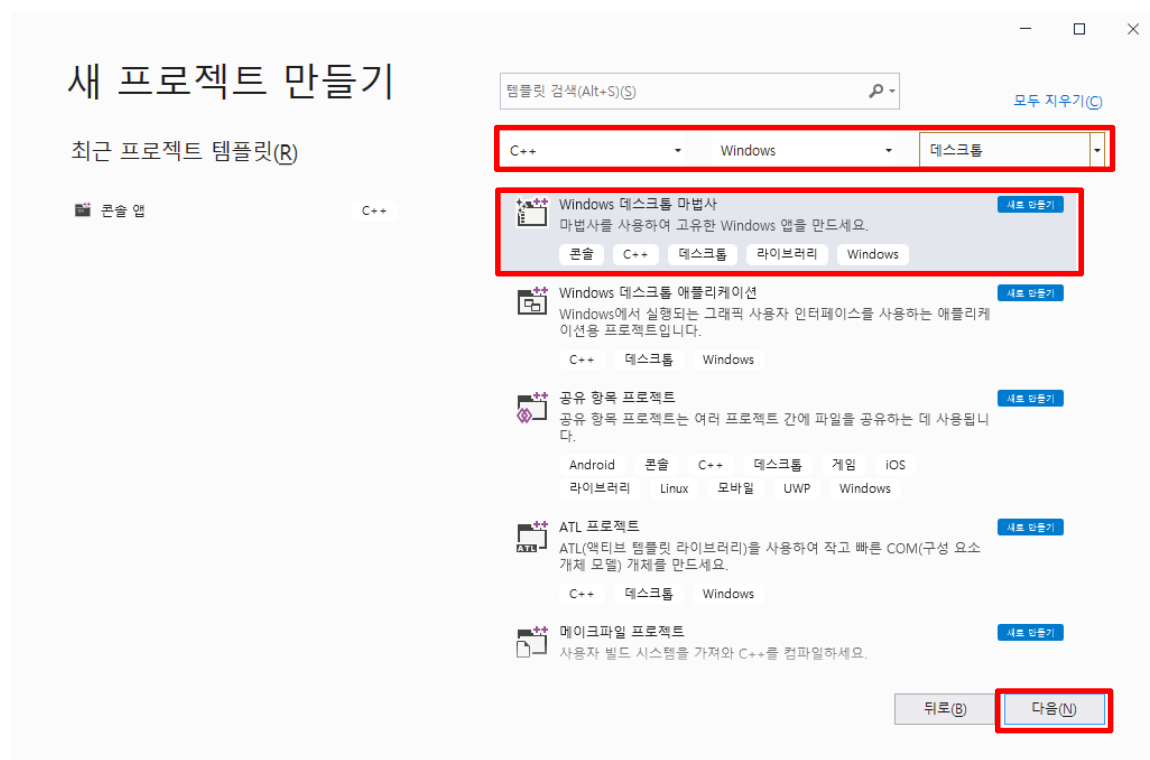 새 프로젝트 만들기
템플릿 검색(Alt+S)(S)
모두 지우기(C)
최근 프로젝트 템플릿(R)
C++ Windows 데스크톱
콘솔 앱 C++
Windows 데스크톱 마법사 새로 만들기
마법사를 사용하여 고유한 Windows 앱을 만드세요.
콘솔 C++ 데스크톱 라이브러리 Windows
Windows 데스크톱 애플리케이션 새로 만들기
Windows에서 실행되는 그래픽 사용자 인터페이스를 사용하는 애플리케
이션용 프로젝트입니다.
C++ 데스크톱 Windows
공유 항목 프로젝트 새로 만들기
공유 항목 프로젝트는 여러 프로젝트 간에 파일을 공유하는 데 사용됩니
다.
Android 콘솔 C++ 데스크톱 게임 iOS
라이브러리 Linux 모바일 UWP Windows
ATL 프로젝트 새로 만들기
ATL
ATL(액티브 템플릿 라이브러리)을 사용하여 작고 빠른 COM(구성 요소
개체 모델) 개체를 만드세요.
C++ 데스크톱 Windows
메이크파일 프로젝트 새로 만들기
사용자 빌드 시스템을 가져와 C++를 컴파일하세요.
뒤로(B) 다음(N)